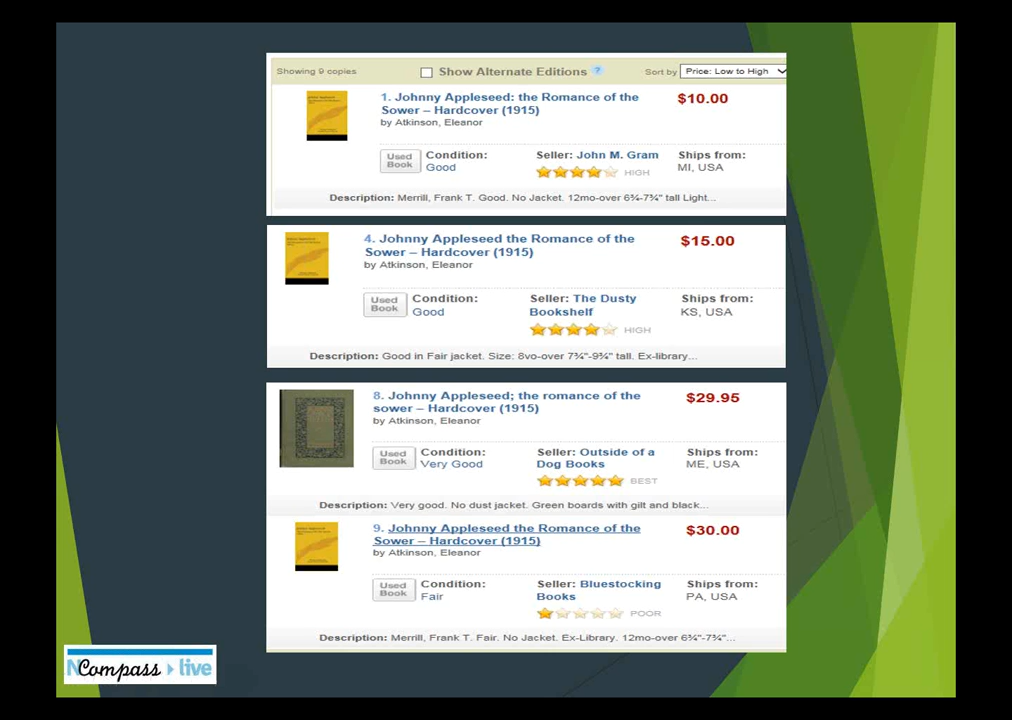 Showing 9 copies
Show Alternate Editions ?
Sort by Price: Low to High
1. Johnny Appleseed: the Romance of the
Sower – Hardcover (1915)
by Atkinson, Eleanor
$10.00
Used Book
Condition:
Good
Seller: John M. Gram
HIGH
Ships from:
MI, USA
Description: Merrill, Frank T. Good. No Jacket. 12mo-over 6¾-7¾" tall Light...
4. Johnny Appleseed the Romance of the
Sower – Hardcover (1915)
by Atkinson, Eleanor
$15.00
Used Book
Condition:
Good
Seller: The Dusty
Bookshelf
HIGH
Ships from:
KS, USA
Description: Good in Fair jacket. Size: 8vo-over 7¾"-9¾" tall. Ex-library...
8. Johnny Appleseed; the romance of the
sower – Hardcover (1915)
by Atkinson, Eleanor
$29.95
Used Book
Condition:
Very Good
Seller: Outside of a
Dog Books
BEST
Ships from:
ME, USA
Description: Very good. No dust jacket. Green boards with gilt and black...
9. Johnny Appleseed the Romance of the
Sower – Hardcover (1915)
by Atkinson, Eleanor
$30.00
Used Book
Condition:
Fair
Seller: Bluestocking
Books
POOR
Ships from:
PA, USA
Description: Merrill, Frank T. Fair. No Jacket. Ex-Library. 12mo-over 6¾"-7¾"...
NCompass live